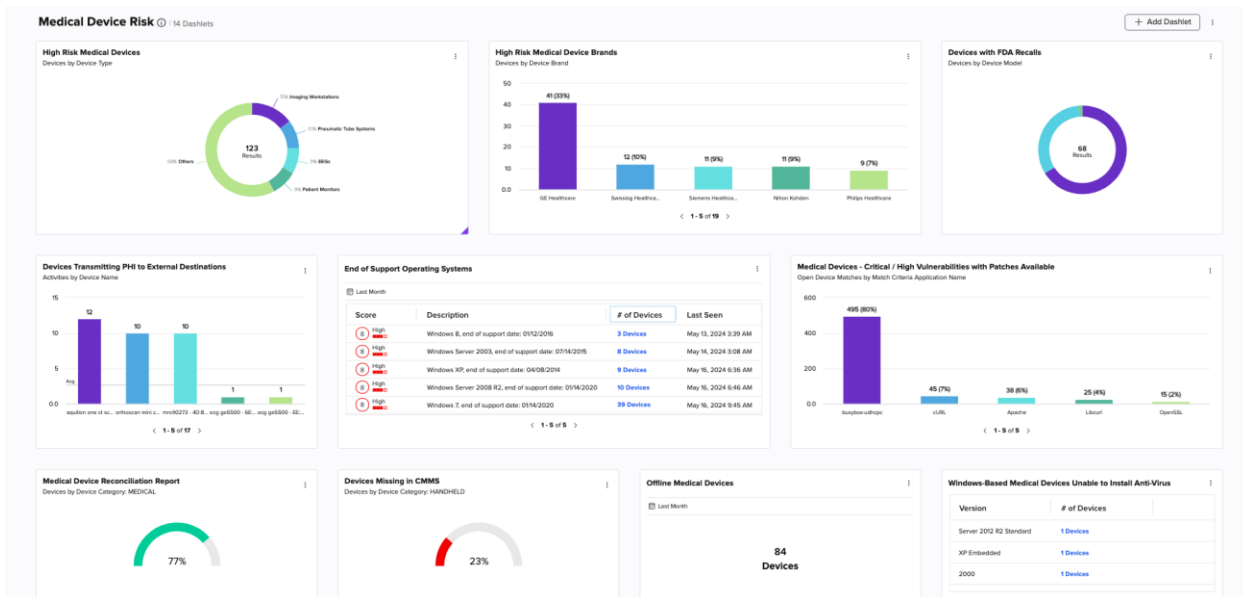 Medical Device Risk
14 Dashlets
+ Add Dashlet
High Risk Medical Devices
Devices by Device Type
Imaging Workstations
Pneumatic Tube Systems
EEGs
Patient Monitors
Others
123
Results
High Risk Medical Device Brands
Devices by Device Brand
50
40
30
20
10
0.0
41 (33%)
12 (10%)
11 (9%)
11 (9%)
9 (7%)
GE Healthcare
Swisslog Healthca...
Siemens Healthca...
Nihon Kohden
Philips Healthcare
< 1 - 5 of 19 >
Devices with FDA Recalls
Devices by Device Model
68
Results
Devices Transmitting PHI to External Destinations
Activities by Device Name
15
10
5
0.0
Avg.
12
10
10
1
1
aquilion one ct sc...
orthoscan mini c...
< 1 - 5 of 17 >
End of Support Operating Systems
Last Month
Score Description # of Devices Last Seen
8 High Windows 8, end of support date: 01/12/2016 3 Devices May 13, 2024 3:39 AM
8 High Windows Server 2003, end of support date: 07/14/2015 8 Devices May 14, 2024 3:08 AM
8 High Windows XP, end of support date: 04/08/2014 9 Devices May 16, 2024 6:36 AM
8 High Windows Server 2008 R2, end of support date: 01/14/2020 10 Devices May 16, 2024 6:46 AM
8 High Windows 7, end of support date: 01/14/2020 39 Devices May 16, 2024 9:45 AM
< 1 - 5 of 5 >
Medical Devices - Critical / High Vulnerabilities with Patches Available
Open Device Matches by Match Criteria Application Name
600
400
200
0.0
495 (80%)
45 (7%)
38 (6%)
25 (4%)
15 (2%)
busybox-udhcpc
cURL
Apache
Libcurl
OpenSSL
< 1 - 5 of 5 >
Medical Device Reconciliation Report
Devices by Device Category: MEDICAL
77%
Devices Missing in CMMS
Devices by Device Category: HANDHELD
23%
Offline Medical Devices
Last Month
84
Devices
Windows-Based Medical Devices Unable to Install Anti-Virus
Version # of Devices
Server 2012 R2 Standard 1 Devices
XP Embedded 1 Devices
2000 1 Devices